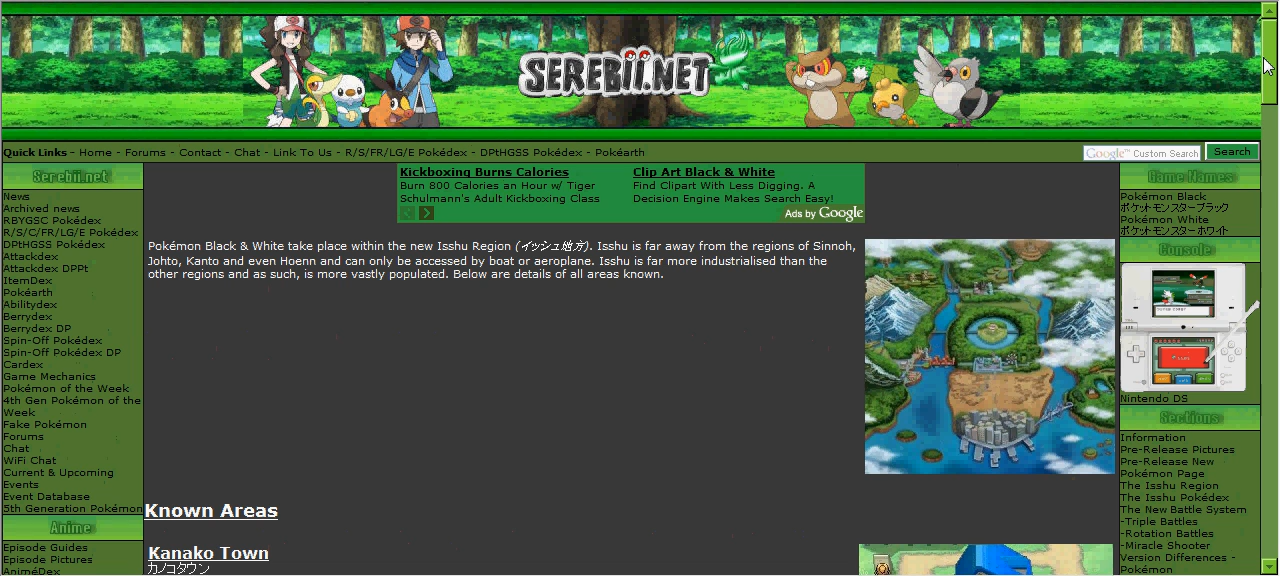 SEREBII.NET
Quick Links - Home - Forums - Contact - Chat - Link To Us - R/S/FR/LG/E Pokédex - DPtHGSS Pokédex - Pokéarth
Google™ Custom Search
Search
Serebii.net
News
Archived news
RBYGSC Pokédex
R/S/C/FR/LG/E Pokédex
DPtHGSS Pokédex
Attackdex
Attackdex DPPt
ItemDex
Pokéarth
Abilitydex
Berrydex
Berrydex DP
Spin-Off Pokédex
Spin-Off Pokédex DP
Cardex
Game Mechanics
Pokémon of the Week
4th Gen Pokémon of the
Week
Fake Pokémon
Forums
Chat
WiFi Chat
Current & Upcoming
Events
Event Database
5th Generation Pokémon
Anime
Episode Guides
Episode Pictures
AniméDex
Kickboxing Burns Calories
Burn 800 Calories an Hour w/ Tiger
Schulmann's Adult Kickboxing Class
Clip Art Black & White
Find Clipart With Less Digging. A
Decision Engine Makes Search Easy!
Ads by Google
Pokémon Black & White take place within the new Isshu Region (イッシュ地方). Isshu is far away from the regions of Sinnoh,
Johto, Kanto and even Hoenn and can only be accessed by boat or aeroplane. Isshu is far more industrialised than the
other regions and as such, is more vastly populated. Below are details of all areas known.
Known Areas
Kanako Town
カノコタウン
Game Names
Pokémon Black
ポケットモンスターブラック
Pokémon White
ポケットモンスターホワイト
Console
Nintendo DS
Sections
Information
Pre-Release Pictures
Pre-Release New
Pokémon Page
The Isshu Region
The Isshu Pokédex
The New Battle System
-Triple Battles
-Rotation Battles
-Miracle Shooter
Version Differences -
Pokémon